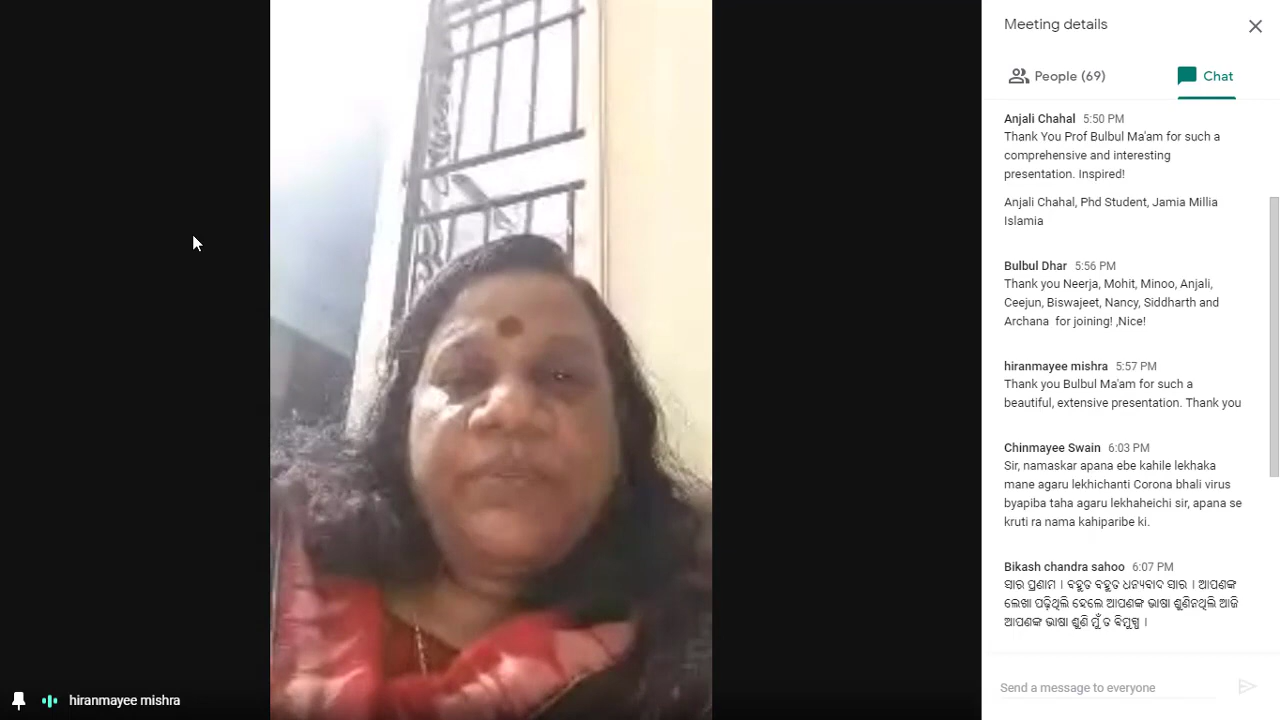 Meeting details
People (69)
Chat
Anjali Chahal 5:50 PM
Thank You Prof Bulbul Ma'am for such a
comprehensive and interesting
presentation. Inspired!
Anjali Chahal, Phd Student, Jamia Millia
Islamia
Bulbul Dhar 5:56 PM
Thank you Neerja, Mohit, Minoo, Anjali,
Ceejun, Biswajeet, Nancy, Siddharth and
Archana  for joining! ,Nice!
hiranmayee mishra 5:57 PM
Thank you Bulbul Ma'am for such a
beautiful, extensive presentation. Thank you
Chinmayee Swain 6:03 PM
Sir, namaskar apana ebe kahile lekhaka
mane agaru lekhichanti Corona bhali virus
byapiba taha agaru lekhaheichi sir, apana se
kruti ra nama kahiparibe ki.
Bikash chandra sahoo 6:07 PM
ସାର ପ୍ରଣାମ । ବହୁତ ବହୁତ ଧନ୍ୟବାଦ ସାର । ଆପଣଙ୍କ
ଲେଖା ପଢ଼ିଥିଲି ହେଲେ ଆପଣଙ୍କ ଭାଷା ଶୁଣିନଥିଲି ଆଜି
ଆପଣଙ୍କ ଭାଷା ଶୁଣି ମୁଁ ତ ବିମୁଗ୍ଧ ।
Send a message to everyone
hiranmayee mishra